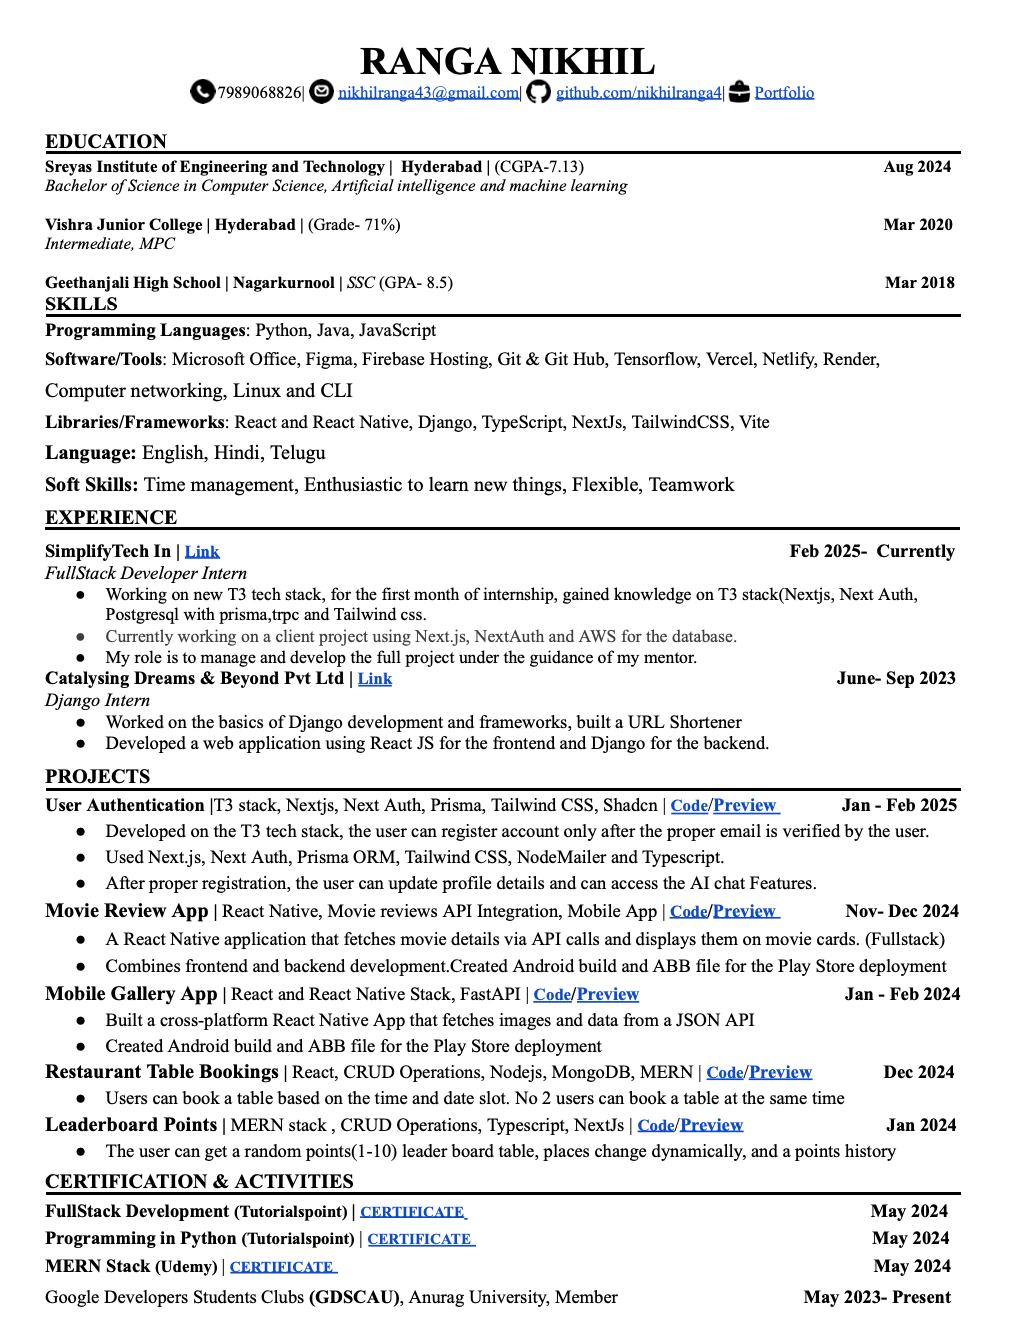 RANGA NIKHIL
7989068826| nikhilranga43@gmail.com| github.com/nikhilranga4| Portfolio
EDUCATION
Sreyas Institute of Engineering and Technology | Hyderabad | (CGPA-7.13) Aug 2024
Bachelor of Science in Computer Science, Artificial intelligence and machine learning
Vishra Junior College | Hyderabad | (Grade- 71%) Mar 2020
Intermediate, MPC
Geethanjali High School | Nagarkurnool | SSC (GPA- 8.5) Mar 2018
SKILLS
Programming Languages: Python, Java, JavaScript
Software/Tools: Microsoft Office, Figma, Firebase Hosting, Git & Git Hub, Tensorflow, Vercel, Netlify, Render,
Computer networking, Linux and CLI
Libraries/Frameworks: React and React Native, Django, TypeScript, NextJs, TailwindCSS, Vite
Language: English, Hindi, Telugu
Soft Skills: Time management, Enthusiastic to learn new things, Flexible, Teamwork
EXPERIENCE
SimplifyTech In | Link Feb 2025- Currently
FullStack Developer Intern
● Working on new T3 tech stack, for the first month of internship, gained knowledge on T3 stack(Nextjs, Next Auth,
Postgresql with prisma,trpc and Tailwind css.
● Currently working on a client project using Next.js, NextAuth and AWS for the database.
● My role is to manage and develop the full project under the guidance of my mentor.
Catalysing Dreams & Beyond Pvt Ltd | Link June- Sep 2023
Django Intern
● Worked on the basics of Django development and frameworks, built a URL Shortener
● Developed a web application using React JS for the frontend and Django for the backend.
PROJECTS
User Authentication |T3 stack, Nextjs, Next Auth, Prisma, Tailwind CSS, Shadcn | Code/Preview Jan - Feb 2025
● Developed on the T3 tech stack, the user can register account only after the proper email is verified by the user.
● Used Next.js, Next Auth, Prisma ORM, Tailwind CSS, NodeMailer and Typescript.
● After proper registration, the user can update profile details and can access the AI chat Features.
Movie Review App | React Native, Movie reviews API Integration, Mobile App | Code/Preview Nov- Dec 2024
● A React Native application that fetches movie details via API calls and displays them on movie cards. (Fullstack)
● Combines frontend and backend development.Created Android build and ABB file for the Play Store deployment
Mobile Gallery App | React and React Native Stack, FastAPI | Code/Preview Jan - Feb 2024
● Built a cross-platform React Native App that fetches images and data from a JSON API
● Created Android build and ABB file for the Play Store deployment
Restaurant Table Bookings | React, CRUD Operations, Nodejs, MongoDB, MERN | Code/Preview Dec 2024
● Users can book a table based on the time and date slot. No 2 users can book a table at the same time
Leaderboard Points | MERN stack , CRUD Operations, Typescript, NextJs | Code/Preview Jan 2024
● The user can get a random points(1-10) leader board table, places change dynamically, and a points history
CERTIFICATION & ACTIVITIES
FullStack Development (Tutorialspoint) | CERTIFICATE May 2024
Programming in Python (Tutorialspoint) | CERTIFICATE May 2024
MERN Stack (Udemy) | CERTIFICATE May 2024
Google Developers Students Clubs (GDSCAU), Anurag University, Member May 2023- Present